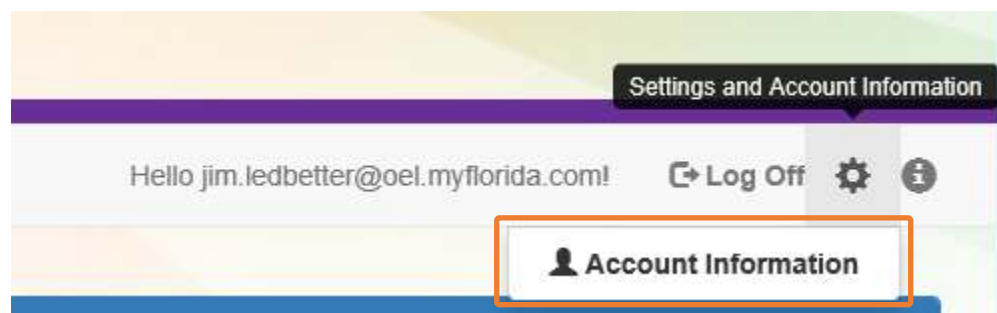 Settings and Account Information
Hello jim.ledbetter@oel.myflorida.com! Log Off
Account Information